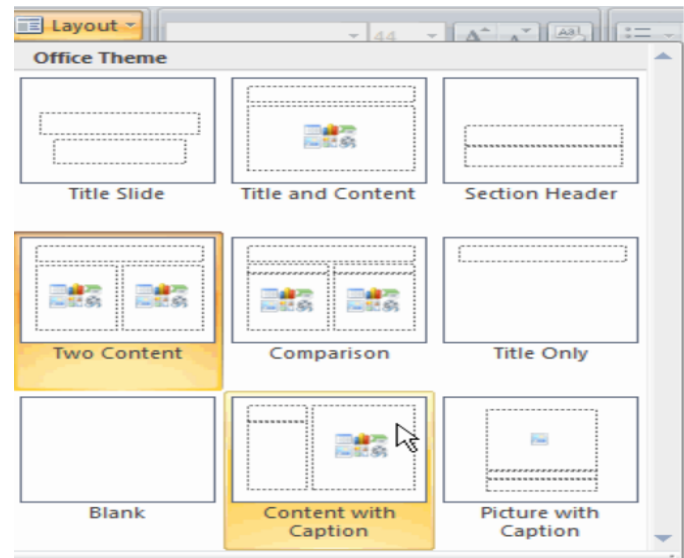 Layout
44
A A Aa
Office Theme
Title Slide
Title and Content
Section Header
Two Content
Comparison
Title Only
Blank
Content with
Caption
Picture with
Caption